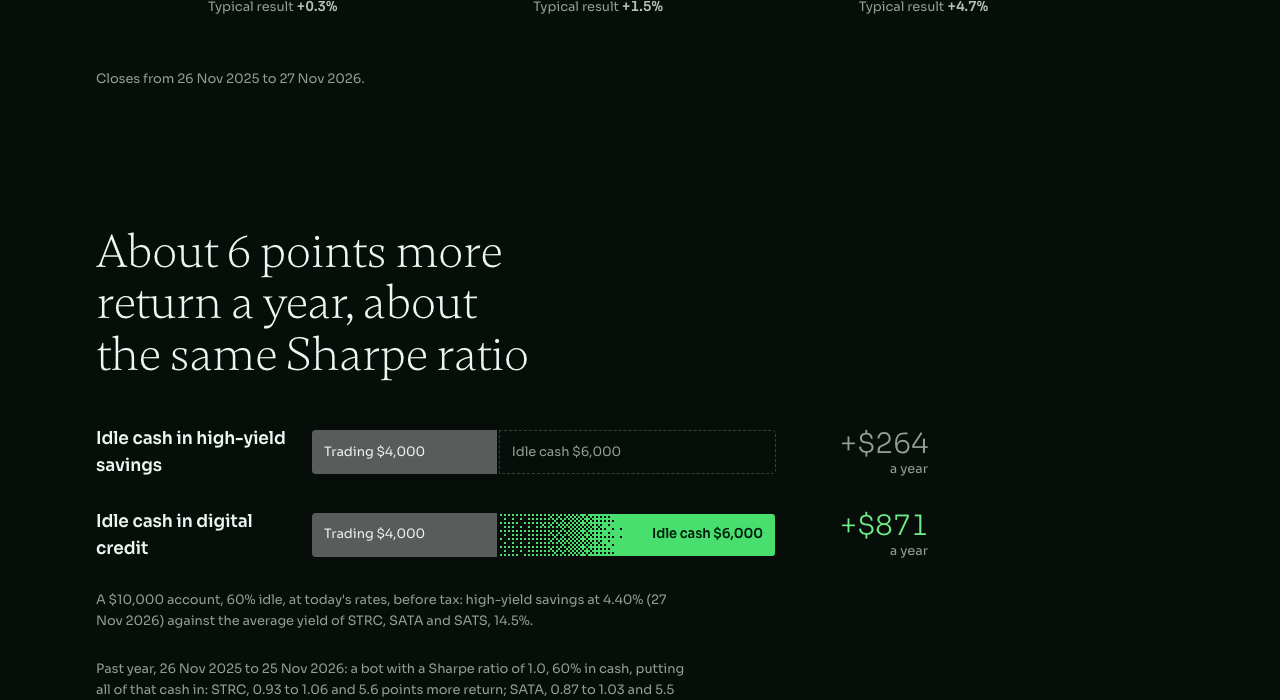 Typical result +0.3%
Typical result +1.5%
Typical result +4.7%
Closes from 26 Nov 2025 to 27 Nov 2026.
About 6 points more
return a year, about
the same Sharpe ratio
Idle cash in high-yield
savings
Trading $4,000
Idle cash $6,000
+$264
a year
Idle cash in digital
credit
Trading $4,000
Idle cash $6,000
+$871
a year
A $10,000 account, 60% idle, at today's rates, before tax: high-yield savings at 4.40% (27
Nov 2026) against the average yield of STRC, SATA and SATS, 14.5%.
Past year, 26 Nov 2025 to 25 Nov 2026: a bot with a Sharpe ratio of 1.0, 60% in cash, putting
all of that cash in: STRC, 0.93 to 1.06 and 5.6 points more return; SATA, 0.87 to 1.03 and 5.5